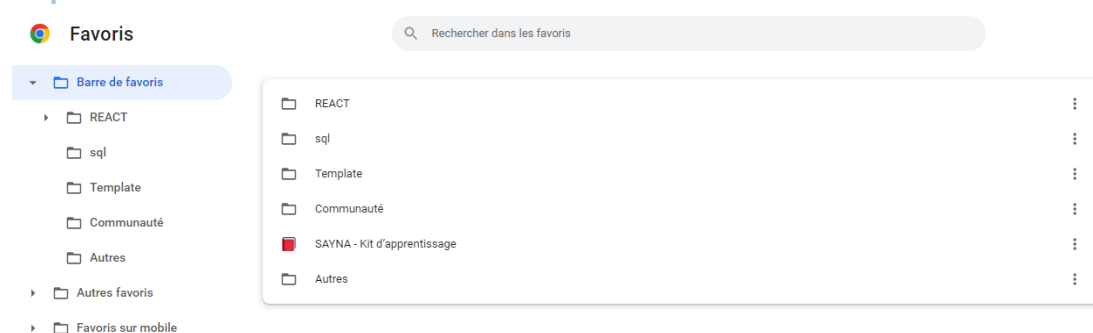 Favoris
Rechercher dans les favoris
Barre de favoris
REACT
sql
Template
Communauté
Autres
Autres favoris
Favoris sur mobile
REACT
sql
Template
Communauté
SAYNA - Kit d’apprentissage
Autres